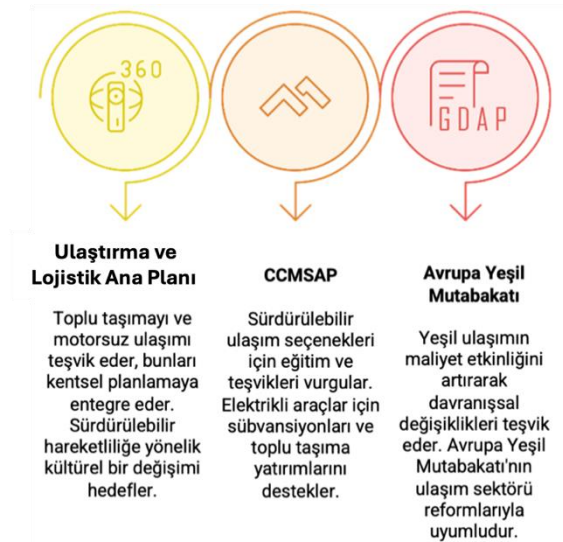 360
GDAP
Ulaştırma ve
Lojistik Ana Planı
Toplu taşımayı ve
motorsuz ulaşımı
teşvik eder, bunları
kentsel planlamaya
entegre eder.
Sürdürülebilir
hareketliliğe yönelik
kültürel bir değişimi
hedefler.
CCMSAP
Sürdürülebilir
ulaşım seçenekleri
için eğitim ve
teşvikleri vurgular.
Elektrikli araçlar için
sübvansiyonları ve
toplu taşıma
yatırımlarını
destekler.
Avrupa Yeşil
Mutabakatı
Yeşil ulaşımın
maliyet etkinliğini
artırarak
davranışsal
değişiklikleri teşvik
eder. Avrupa Yeşil
Mutabakatı'nın
ulaşım sektörü
reformlarıyla
uyumludur.